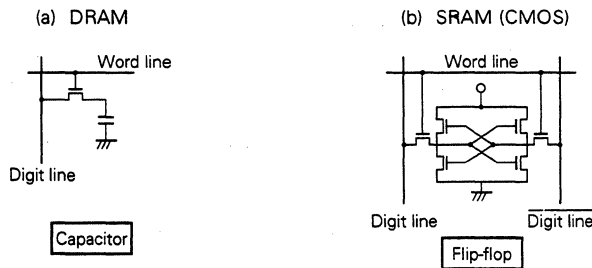 (a) DRAM
Word line
Digit line
Capacitor
(b) SRAM (CMOS)
Word line
Digit line
Digit line
Flip-flop